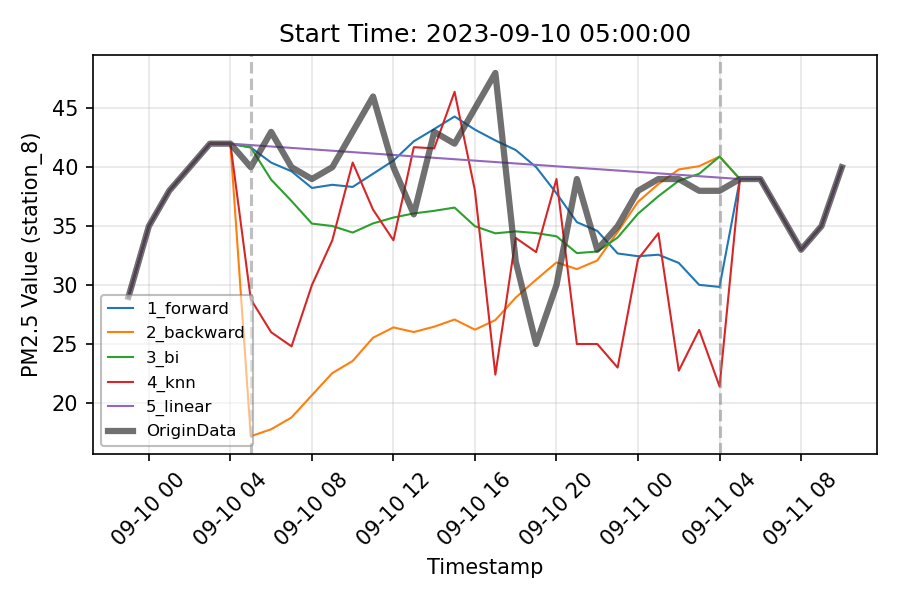 Start Time: 2023-09-10 05:00:00
PM2.5 Value (station_8)
45
40
35
30
25
20
1_forward
2_backward
3_bi
4_knn
5_linear
OriginData
09-10 00
09-10 04
09-10 08
09-10 12
09-10 16
09-10 20
09-11 00
09-11 04
09-11 08
Timestamp